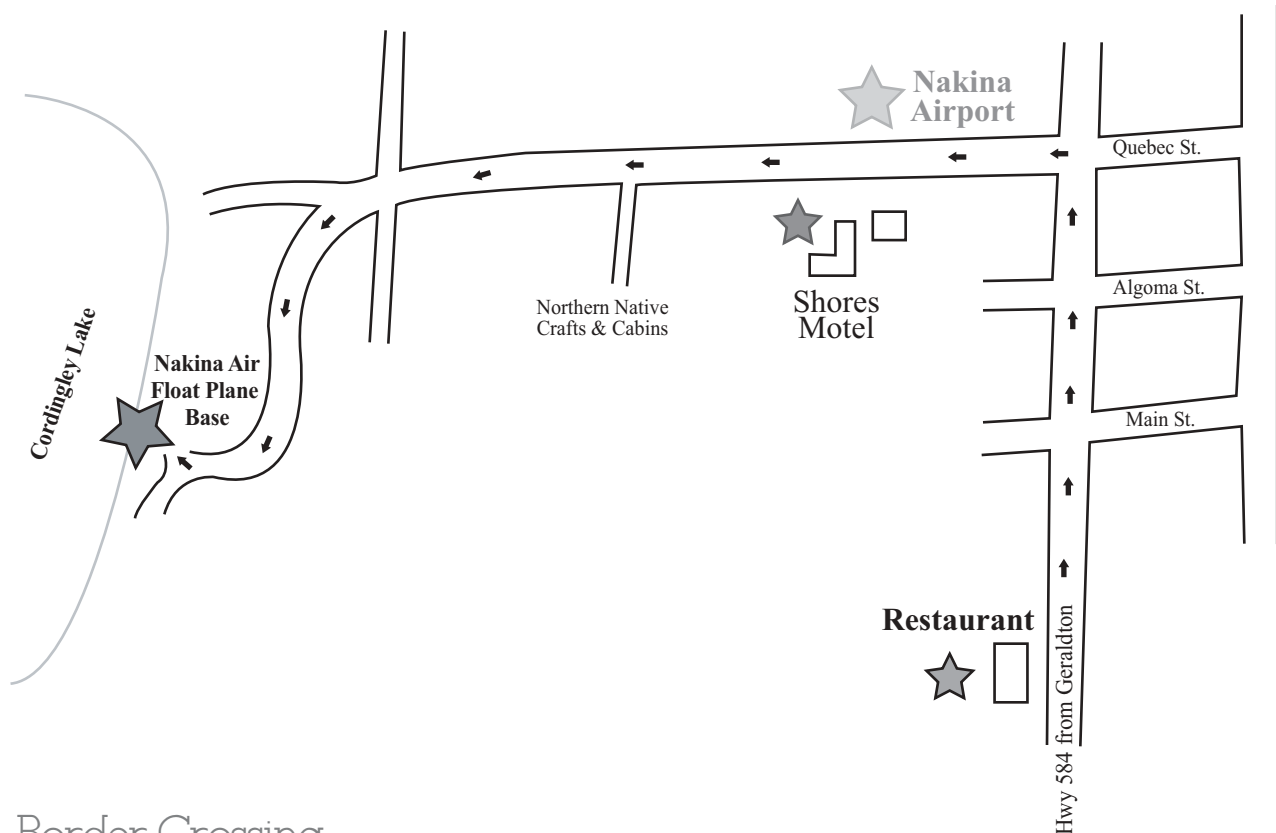 Nakina
Airport
Quebec St.
Algoma St.
Main St.
Northern Native
Crafts & Cabins
Shores
Motel
Cordingley Lake
Nakina Air
Float Plane
Base
Restaurant
Hwy 584 from Geraldton
Border Crossing